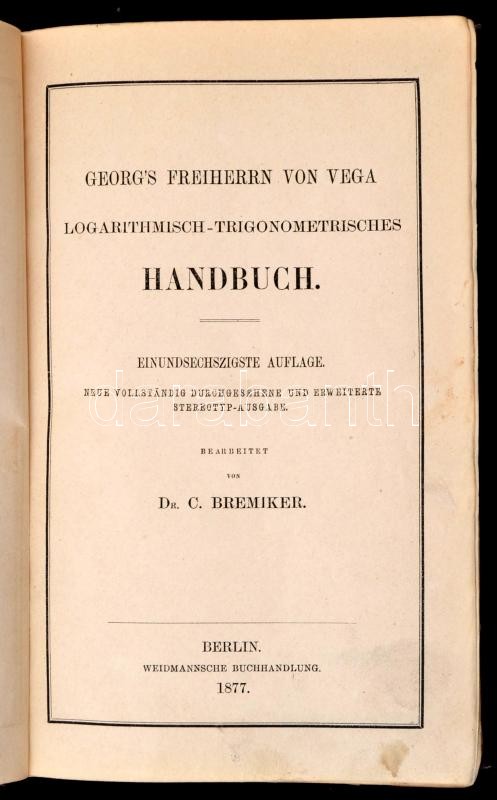 GEORG'S FREIHERRN VON VEGA
LOGARITHMISCH-TRIGONOMETRISCHES
HANDBUCH.
EINUNDSECHSZIGSTE AUFLAGE.
NEUE VOLLSTÄNDIG DURCHGESEHENE UND ERWEITERTE
STEREOTYP-AUSGABE.
darabanth
BEARBEITET
VON
DR. C. BREMIKER.
BERLIN.
WEIDMANNSCHE BUCHHANDLUNG.
1877.